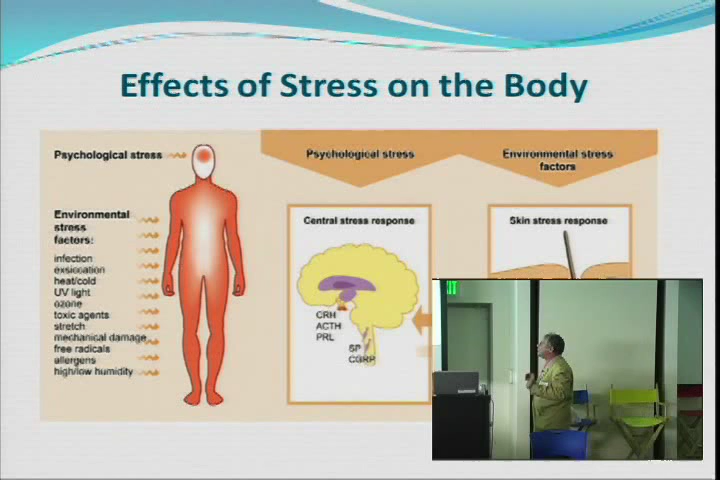 Effects of Stress on the Body
Psychological stress
Environmental
stress
factors:
infection
exsiccation
heat/cold
UV light
ozone
toxic agents
stretch
mechanical damage
free radicals
allergens
high/low humidity
Psychological stress
Central stress response
CRH
ACTH
PRL
SP
CGRP
Environmental stress
factors
Skin stress response